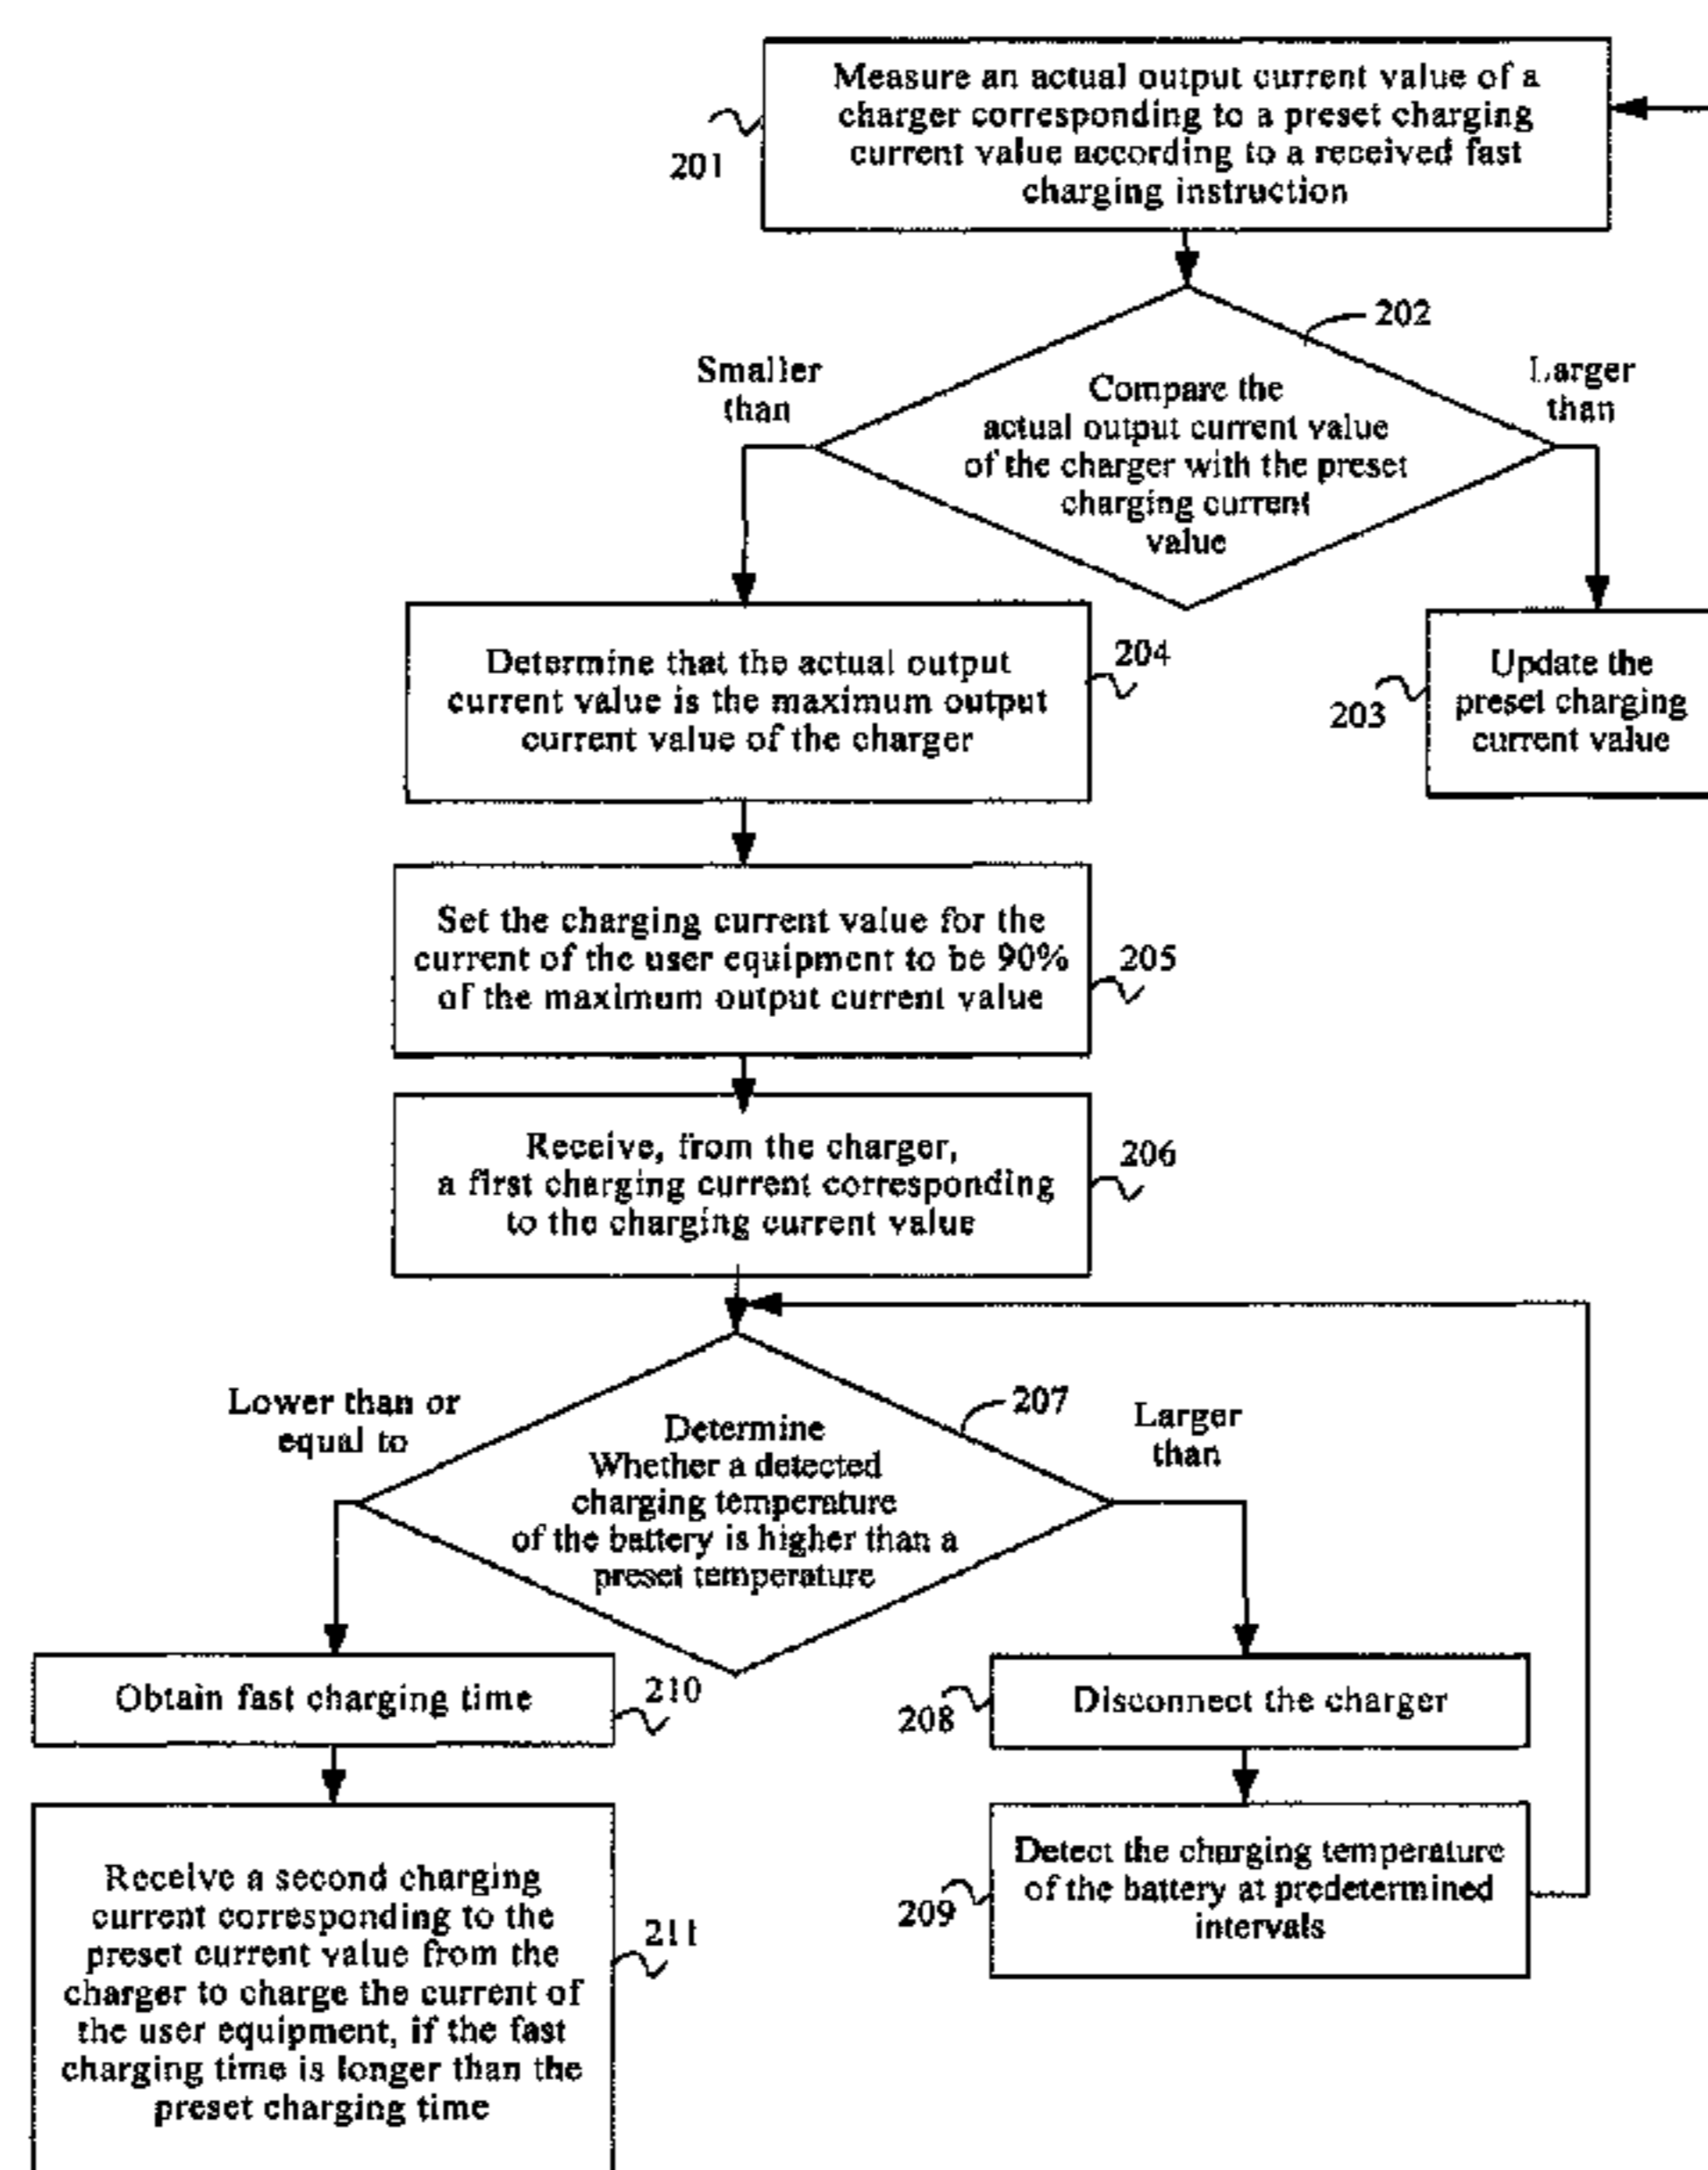 Measure an actual output current value of a
charger corresponding to a preset charging
current value according to a received fast
charging instruction
201
202
Smaller
than
Larger
than
Compare the
actual output current value
of the charger with the preset
charging current
value
Determine that the actual output
current value is the maximum output
current value of the charger
204
Update the
preset charging
current value
203
Set the charging current value for the
current of the user equipment to be 90%
of the maximum output current value
205
Receive, from the charger,
a first charging current corresponding
to the charging current value
206
Lower than or
equal to
207
Larger
than
Determine
Whether a detected
charging temperature
of the battery is higher than a
preset temperature
Obtain fast charging time
210
208
Disconnect the charger
Receive a second charging
current corresponding to the
preset current value from the
charger to charge the current of
the user equipment, if the fast
charging time is longer than the
preset charging time
211
209
Detect the charging temperature
of the battery at predetermined
intervals